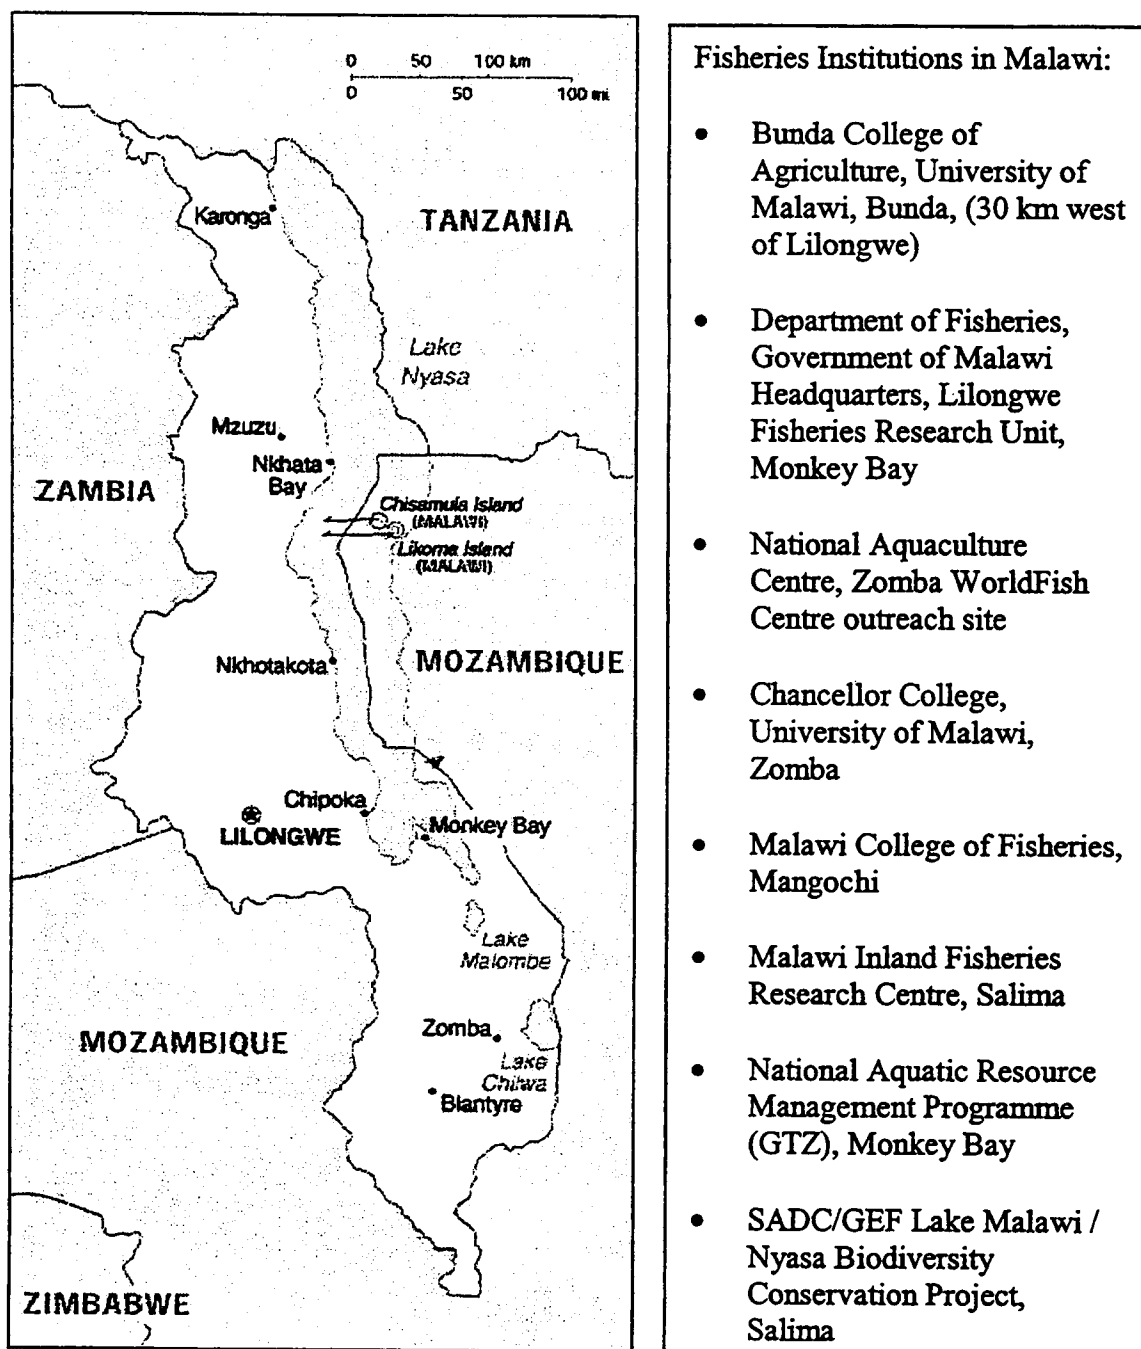 0 50 100 km
0 50 100 mi
Karonga
TANZANIA
Lake
Nyasa
Mzuzu
Nkhata
Bay
ZAMBIA
Chisamula Island
(MALAWI)
Likoma Island
(MALAWI)
Nkhotakota
MOZAMBIQUE
Chipoka
LILONGWE
Monkey Bay
Lake
Malombe
MOZAMBIQUE
Zomba
Lake
Chilwa
Blantyre
ZIMBABWE
Fisheries Institutions in Malawi:
• Bunda College of
Agriculture, University of
Malawi, Bunda, (30 km west
of Lilongwe)
• Department of Fisheries,
Government of Malawi
Headquarters, Lilongwe
Fisheries Research Unit,
Monkey Bay
• National Aquaculture
Centre, Zomba WorldFish
Centre outreach site
• Chancellor College,
University of Malawi,
Zomba
• Malawi College of Fisheries,
Mangochi
• Malawi Inland Fisheries
Research Centre, Salima
• National Aquatic Resource
Management Programme
(GTZ), Monkey Bay
• SADC/GEF Lake Malawi /
Nyasa Biodiversity
Conservation Project,
Salima